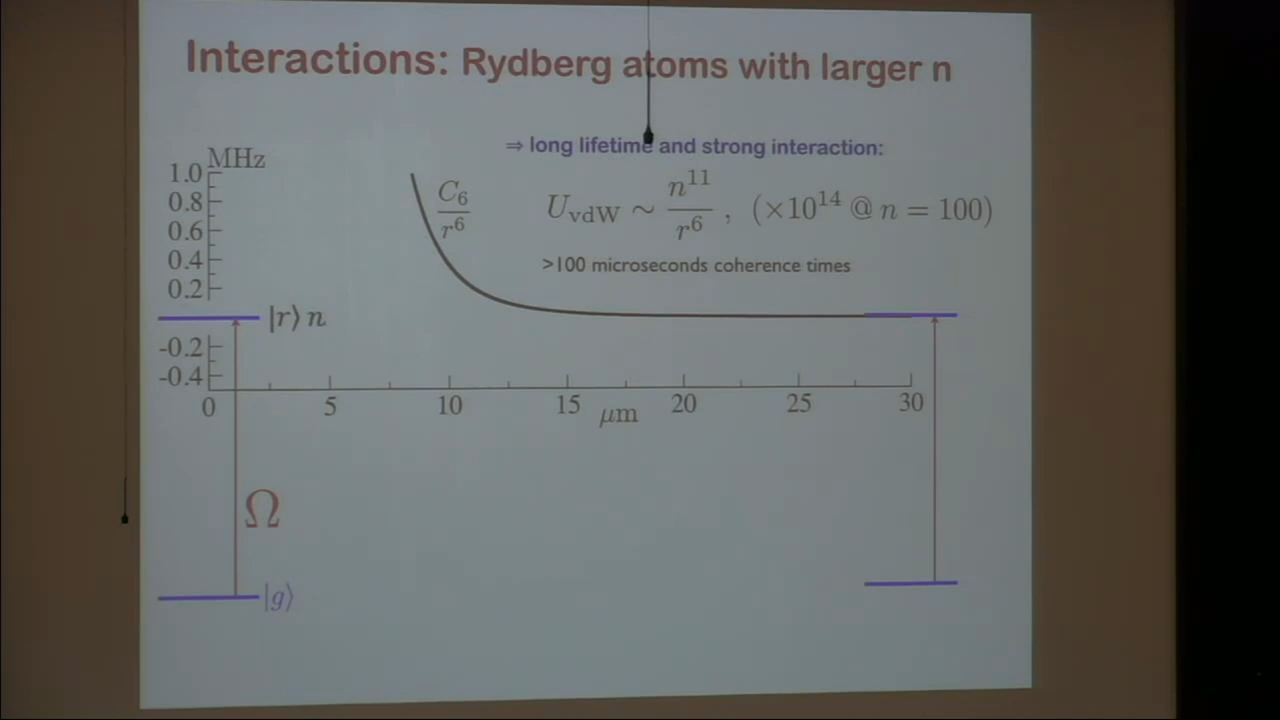 Interactions: Rydberg atoms with larger n
⇒ long lifetime and strong interaction:
MHz
1.0
0.8
0.6
0.4
0.2
C₆/r⁶
U_vdW ∼ n¹¹/r⁶ , (×10¹⁴ @ n = 100)
>100 microseconds coherence times
|r⟩ n
-0.2
-0.4
0 5 10 15 20 25 30
μm
Ω
|g⟩